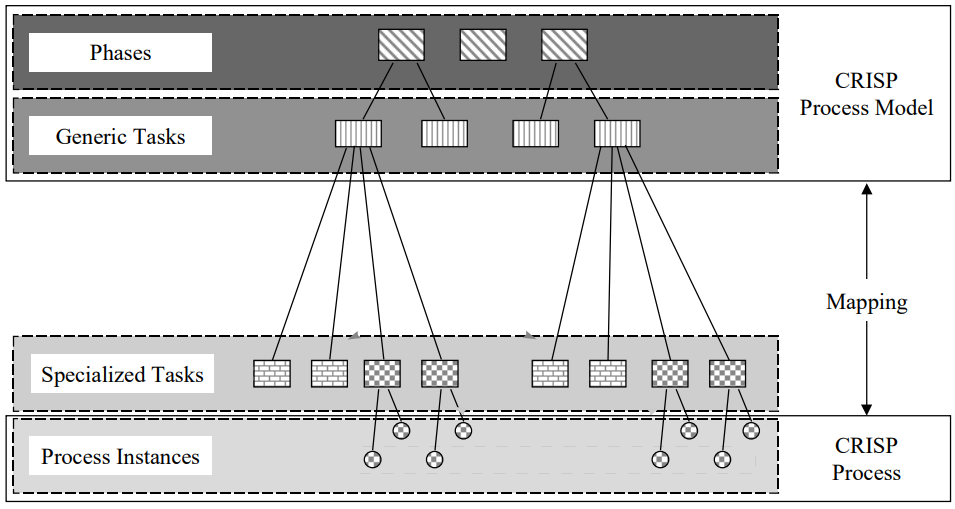 Phases
CRISP
Process Model
Generic Tasks
Mapping
Specialized Tasks
Process Instances
CRISP
Process